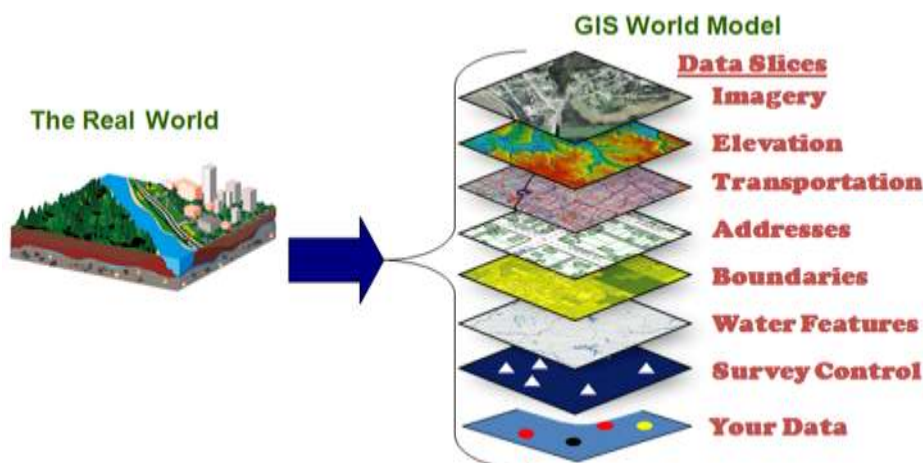 GIS World Model
Data Slices
Imagery
The Real World
Elevation
Transportation
Addresses
Boundaries
Water Features
Survey Control
Your Data